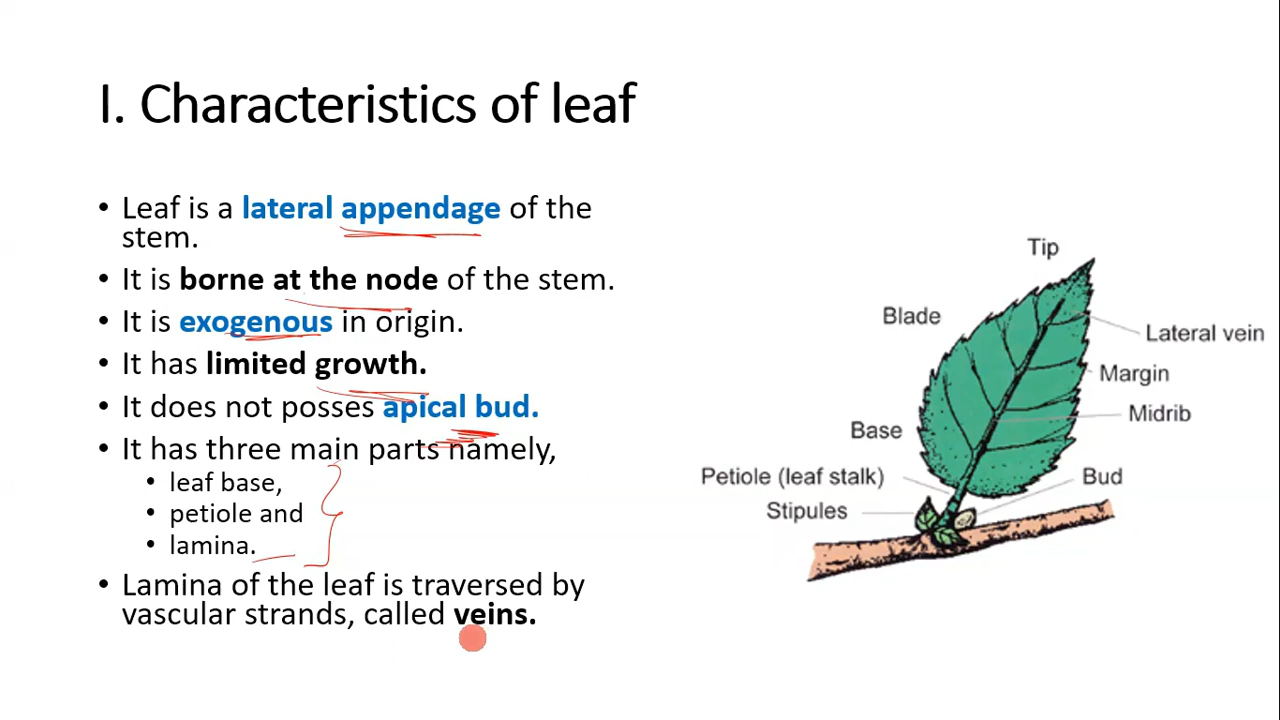 I. Characteristics of leaf
• Leaf is a lateral appendage of the
stem.
• It is borne at the node of the stem.
• It is exogenous in origin.
• It has limited growth.
• It does not posses apical bud.
• It has three main parts namely,
• leaf base,
• petiole and
• lamina.
• Lamina of the leaf is traversed by
vascular strands, called veins.
Tip
Blade
Lateral vein
Margin
Midrib
Base
Petiole (leaf stalk)
Bud
Stipules